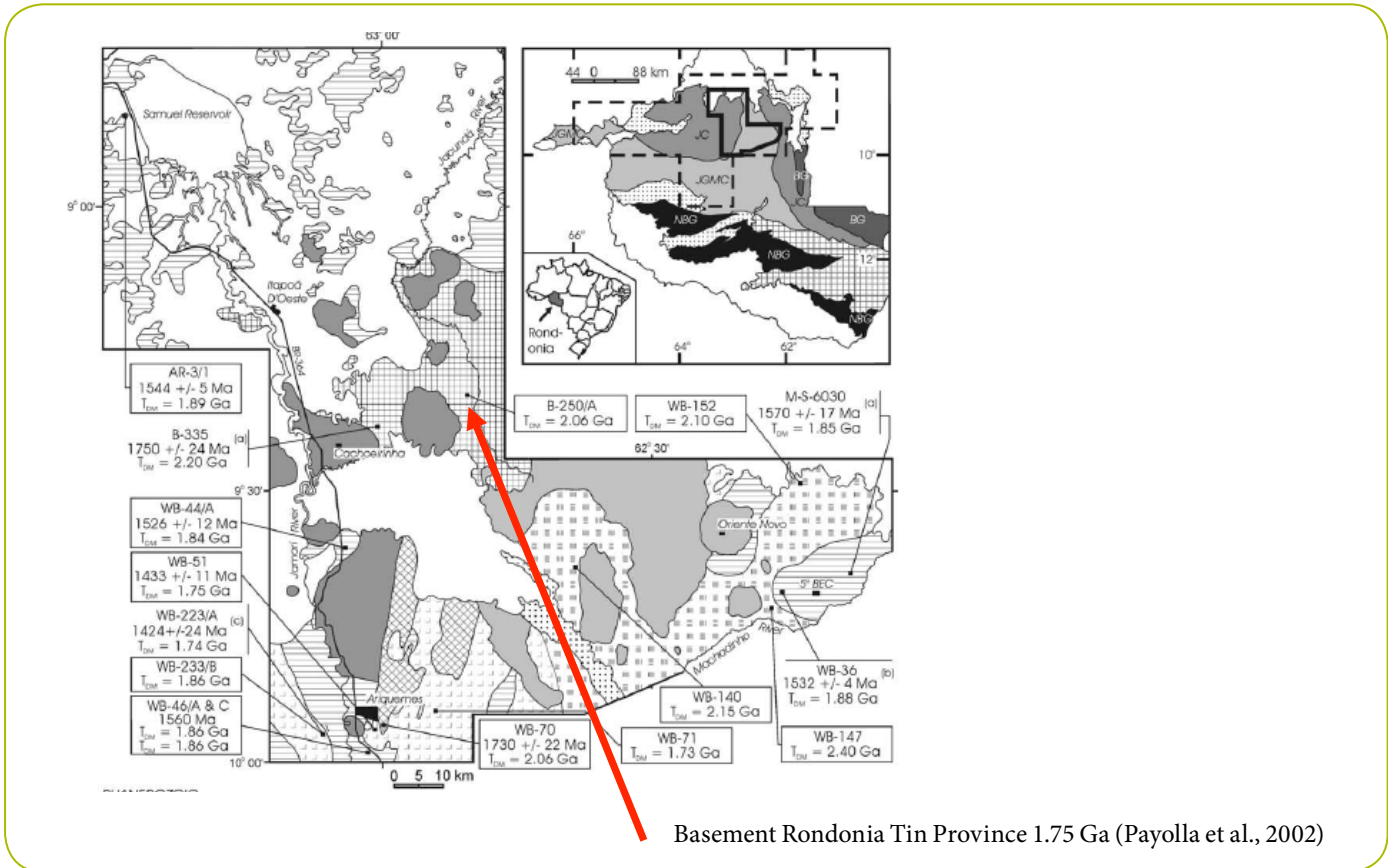 63° 00'
Samuel Reservoir
Jacundá River
9° 00'
Itapoã
D'Oeste
BR-364
AR-3/1
1544 +/- 5 Ma
TDM = 1.89 Ga
B-335 (a)
1750 +/- 24 Ma
TDM = 2.20 Ga
Cachoeirinha
9° 30'
Jamari River
WB-44/A
1526 +/- 12 Ma
TDM = 1.84 Ga
WB-51
1433 +/- 11 Ma
TDM = 1.75 Ga
WB-223/A (c)
1424+/-24 Ma
TDM = 1.74 Ga
WB-233/B
TDM = 1.86 Ga
WB-46/A & C
1560 Ma
TDM = 1.86 Ga
TDM = 1.86 Ga
Ariquemes
10° 00'
0 5 10 km
44 0 88 km
JGMC
JC
10°
JGMC
BG
JC
NBG
BG
66°
NBG
12°
NBG
Rond-
onia
64°
62°
B-250/A
TDM = 2.06 Ga
WB-152
TDM = 2.10 Ga
M-S-6030 (a)
1570 +/- 17 Ma
TDM = 1.85 Ga
62° 30'
Oriente Novo
5° BEC
Machadinho River
WB-36 (b)
1532 +/- 4 Ma
TDM = 1.88 Ga
WB-140
TDM = 2.15 Ga
WB-70
1730 +/- 22 Ma
TDM = 2.06 Ga
WB-71
TDM = 1.73 Ga
WB-147
TDM = 2.40 Ga
Basement Rondonia Tin Province 1.75 Ga (Payolla et al., 2002)